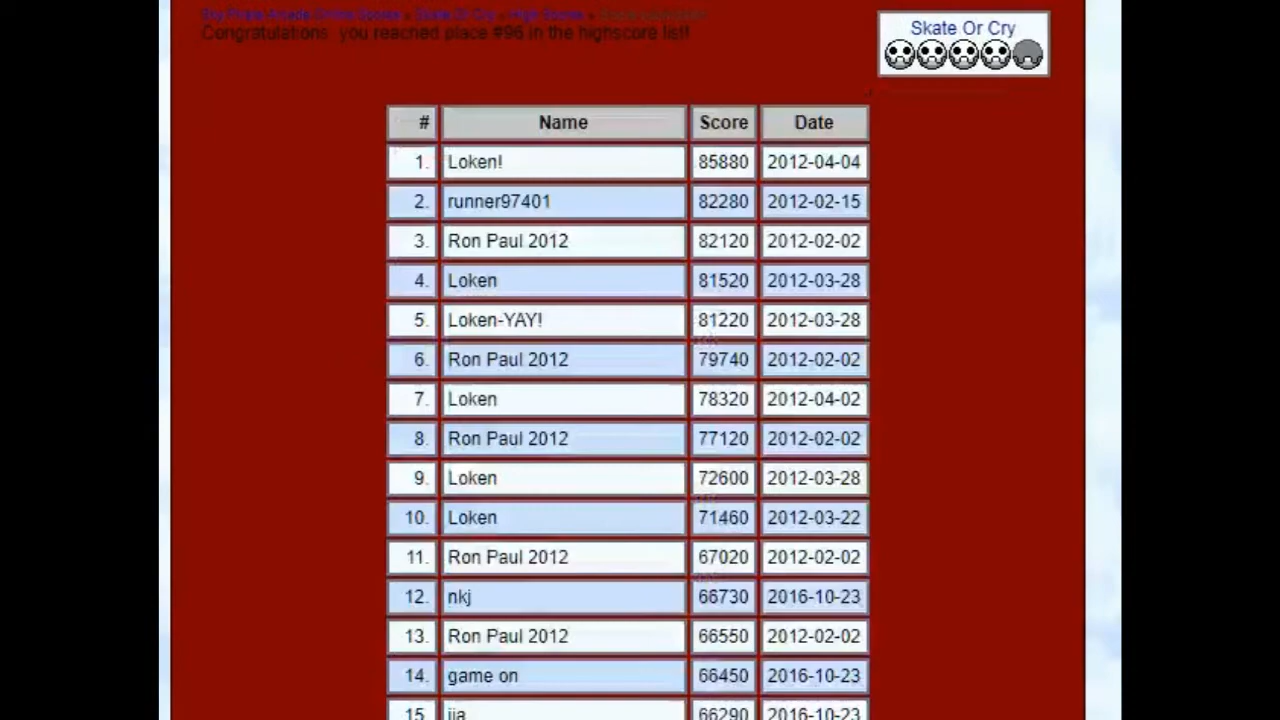 Congratulations you reached place #96 in the highscore list!
Skate Or Cry
# Name Score Date
1. Loken! 85880 2012-04-04
2. runner97401 82280 2012-02-15
3. Ron Paul 2012 82120 2012-02-02
4. Loken 81520 2012-03-28
5. Loken-YAY! 81220 2012-03-28
6. Ron Paul 2012 79740 2012-02-02
7. Loken 78320 2012-04-02
8. Ron Paul 2012 77120 2012-02-02
9. Loken 72600 2012-03-28
10. Loken 71460 2012-03-22
11. Ron Paul 2012 67020 2012-02-02
12. nkj 66730 2016-10-23
13. Ron Paul 2012 66550 2012-02-02
14. game on 66450 2016-10-23
15 66290 2016-10-23